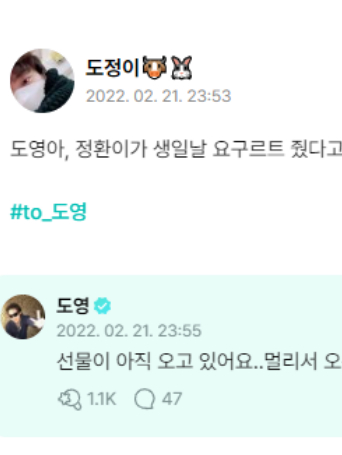 도정이🐮🐰
2022. 02. 21. 23:53
도영아, 정환이가 생일날 요구르트 줬다고
#to_도영
도영
2022. 02. 21. 23:55
선물이 아직 오고 있어요..멀리서 오
1.1K 47